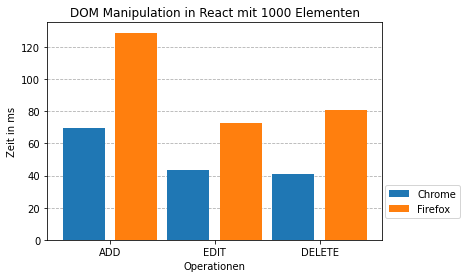 DOM Manipulation in React mit 1000 Elementen
Zeit in ms
120
100
80
60
40
20
0
ADD
EDIT
DELETE
Operationen
Chrome
Firefox